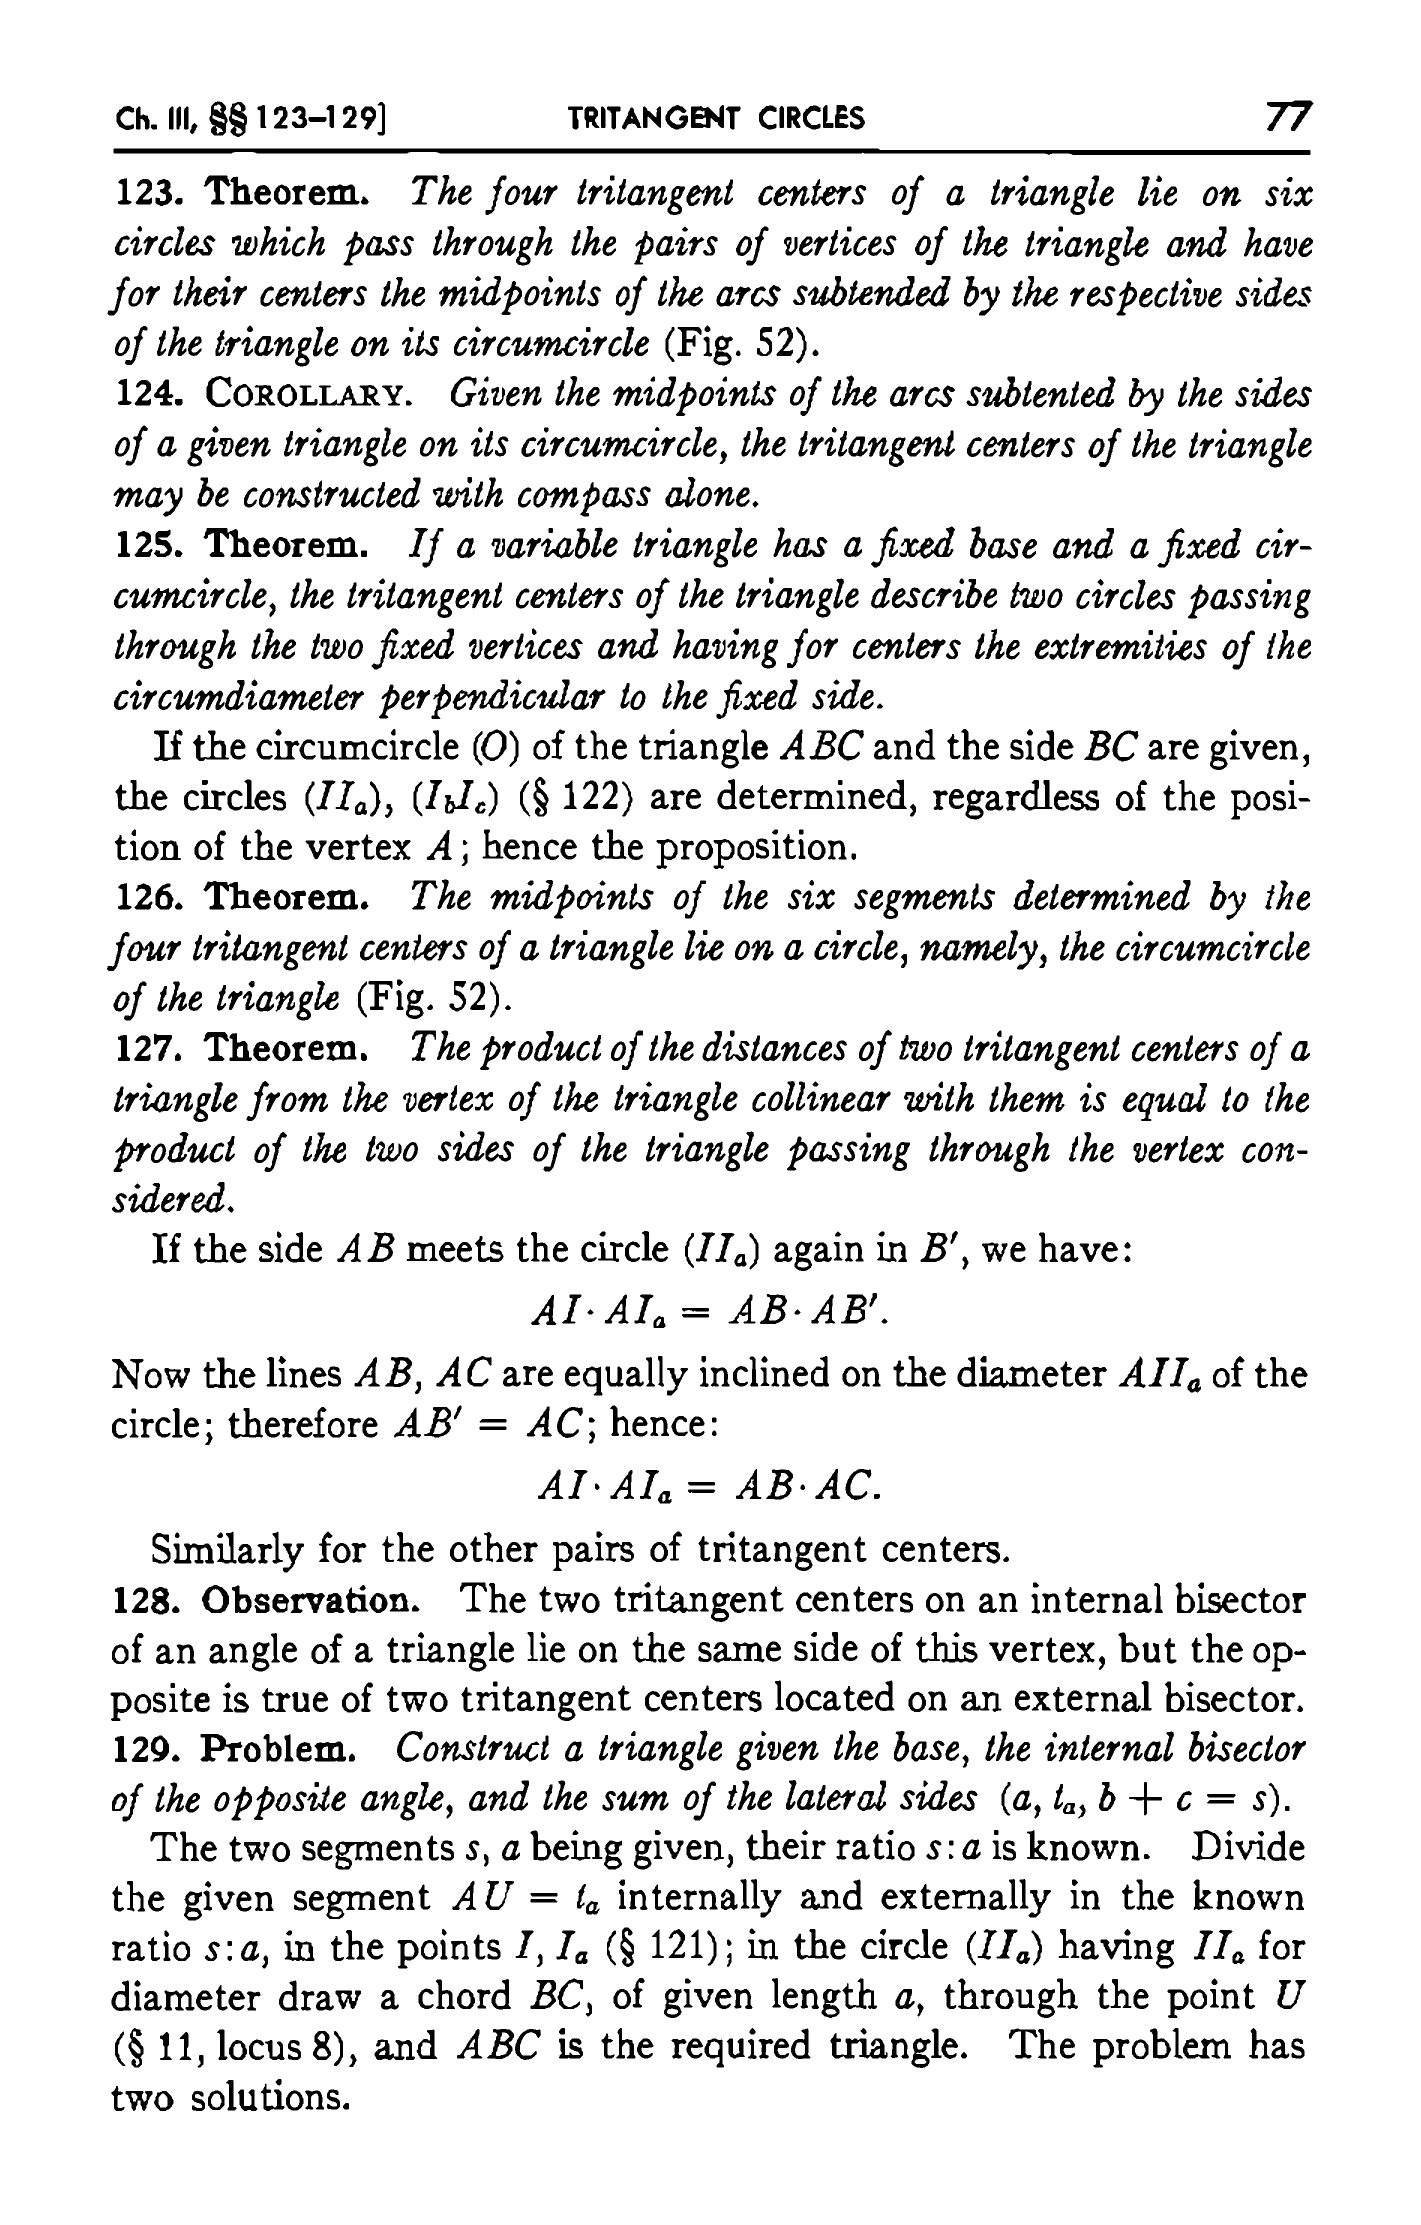 Ch. III, §§ 123–129] TRITANGENT CIRCLES 77
123. Theorem. The four tritangent centers of a triangle lie on six
circles which pass through the pairs of vertices of the triangle and have
for their centers the midpoints of the arcs subtended by the respective sides
of the triangle on its circumcircle (Fig. 52).
124. COROLLARY. Given the midpoints of the arcs subtented by the sides
of a given triangle on its circumcircle, the tritangent centers of the triangle
may be constructed with compass alone.
125. Theorem. If a variable triangle has a fixed base and a fixed cir-
cumcircle, the tritangent centers of the triangle describe two circles passing
through the two fixed vertices and having for centers the extremities of the
circumdiameter perpendicular to the fixed side.
If the circumcircle (O) of the triangle ABC and the side BC are given,
the circles (IIₐ), (I_bI_c) (§ 122) are determined, regardless of the posi-
tion of the vertex A; hence the proposition.
126. Theorem. The midpoints of the six segments determined by the
four tritangent centers of a triangle lie on a circle, namely, the circumcircle
of the triangle (Fig. 52).
127. Theorem. The product of the distances of two tritangent centers of a
triangle from the vertex of the triangle collinear with them is equal to the
product of the two sides of the triangle passing through the vertex con-
sidered.
If the side AB meets the circle (IIₐ) again in B′, we have:
AI·AIₐ = AB·AB′.
Now the lines AB, AC are equally inclined on the diameter AIIₐ of the
circle; therefore AB′ = AC; hence:
AI·AIₐ = AB·AC.
Similarly for the other pairs of tritangent centers.
128. Observation. The two tritangent centers on an internal bisector
of an angle of a triangle lie on the same side of this vertex, but the op-
posite is true of two tritangent centers located on an external bisector.
129. Problem. Construct a triangle given the base, the internal bisector
of the opposite angle, and the sum of the lateral sides (a, tₐ, b + c = s).
The two segments s, a being given, their ratio s:a is known. Divide
the given segment AU = tₐ internally and externally in the known
ratio s:a, in the points I, Iₐ (§ 121); in the circle (IIₐ) having IIₐ for
diameter draw a chord BC, of given length a, through the point U
(§ 11, locus 8), and ABC is the required triangle. The problem has
two solutions.